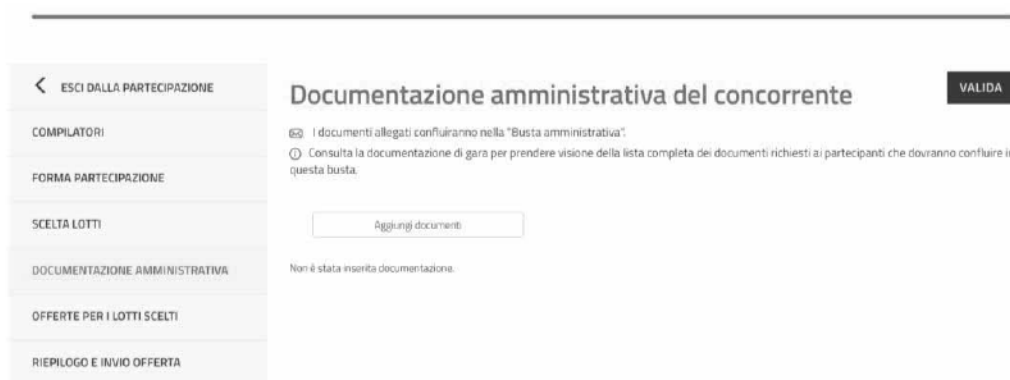 ESCI DALLA PARTECIPAZIONE
COMPILATORI
FORMA PARTECIPAZIONE
SCELTA LOTTI
DOCUMENTAZIONE AMMINISTRATIVA
OFFERTE PER I LOTTI SCELTI
RIEPILOGO E INVIO OFFERTA
Documentazione amministrativa del concorrente
VALIDA
I documenti allegati confluiranno nella "Busta amministrativa".
Consulta la documentazione di gara per prendere visione della lista completa dei documenti richiesti ai partecipanti che dovranno confluire in
questa busta.
Aggiungi documenti
Non è stata inserita documentazione.